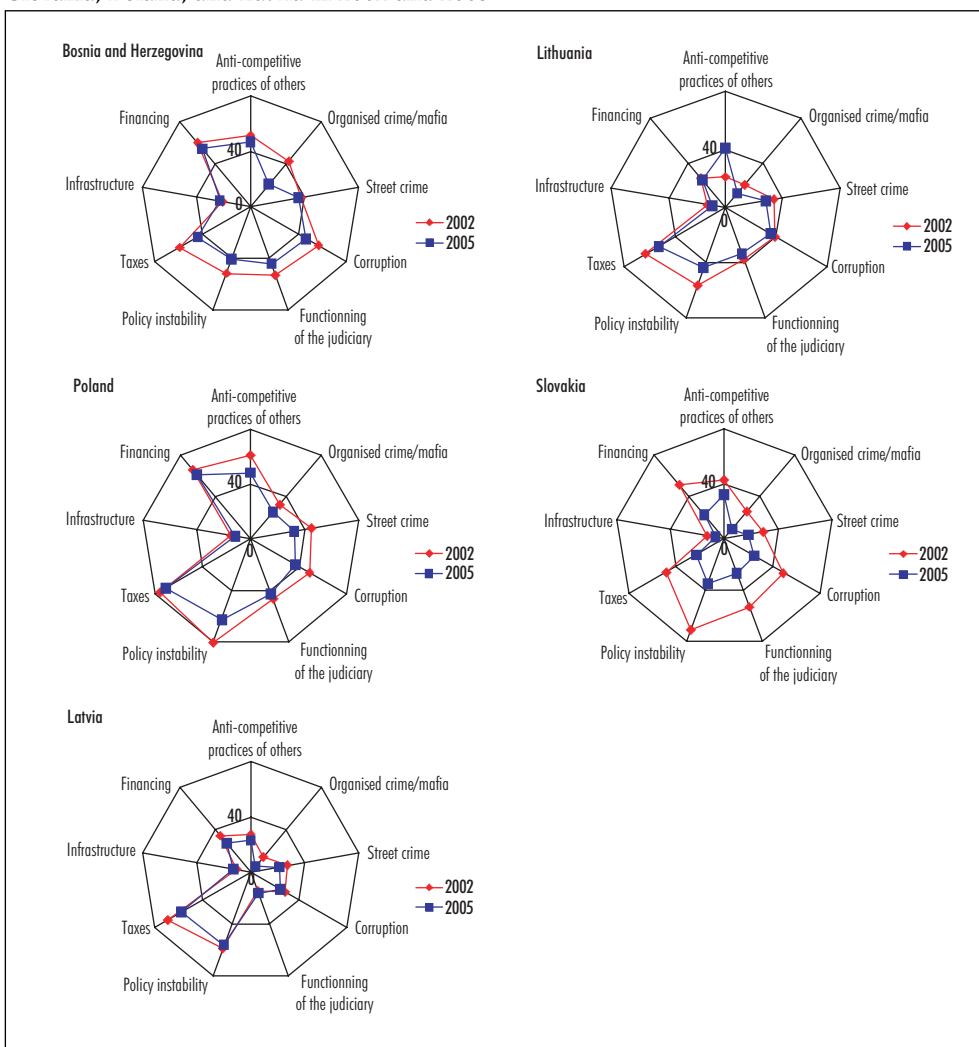 Bosnia and Herzegovina
Anti-competitive
practices of others
Organised crime/mafia
Street crime
Corruption
Functionning
of the judiciary
Policy instability
Taxes
Infrastructure
Financing
40
0
2002
2005
Lithuania
Anti-competitive
practices of others
Organised crime/mafia
Street crime
Corruption
Functionning
of the judiciary
Policy instability
Taxes
Infrastructure
Financing
40
0
2002
2005
Poland
Anti-competitive
practices of others
Organised crime/mafia
Street crime
Corruption
Functionning
of the judiciary
Policy instability
Taxes
Infrastructure
Financing
40
0
2002
2005
Slovakia
Anti-competitive
practices of others
Organised crime/mafia
Street crime
Corruption
Functionning
of the judiciary
Policy instability
Taxes
Infrastructure
Financing
40
0
2002
2005
Latvia
Anti-competitive
practices of others
Organised crime/mafia
Street crime
Corruption
Functionning
of the judiciary
Policy instability
Taxes
Infrastructure
Financing
40
0
2002
2005